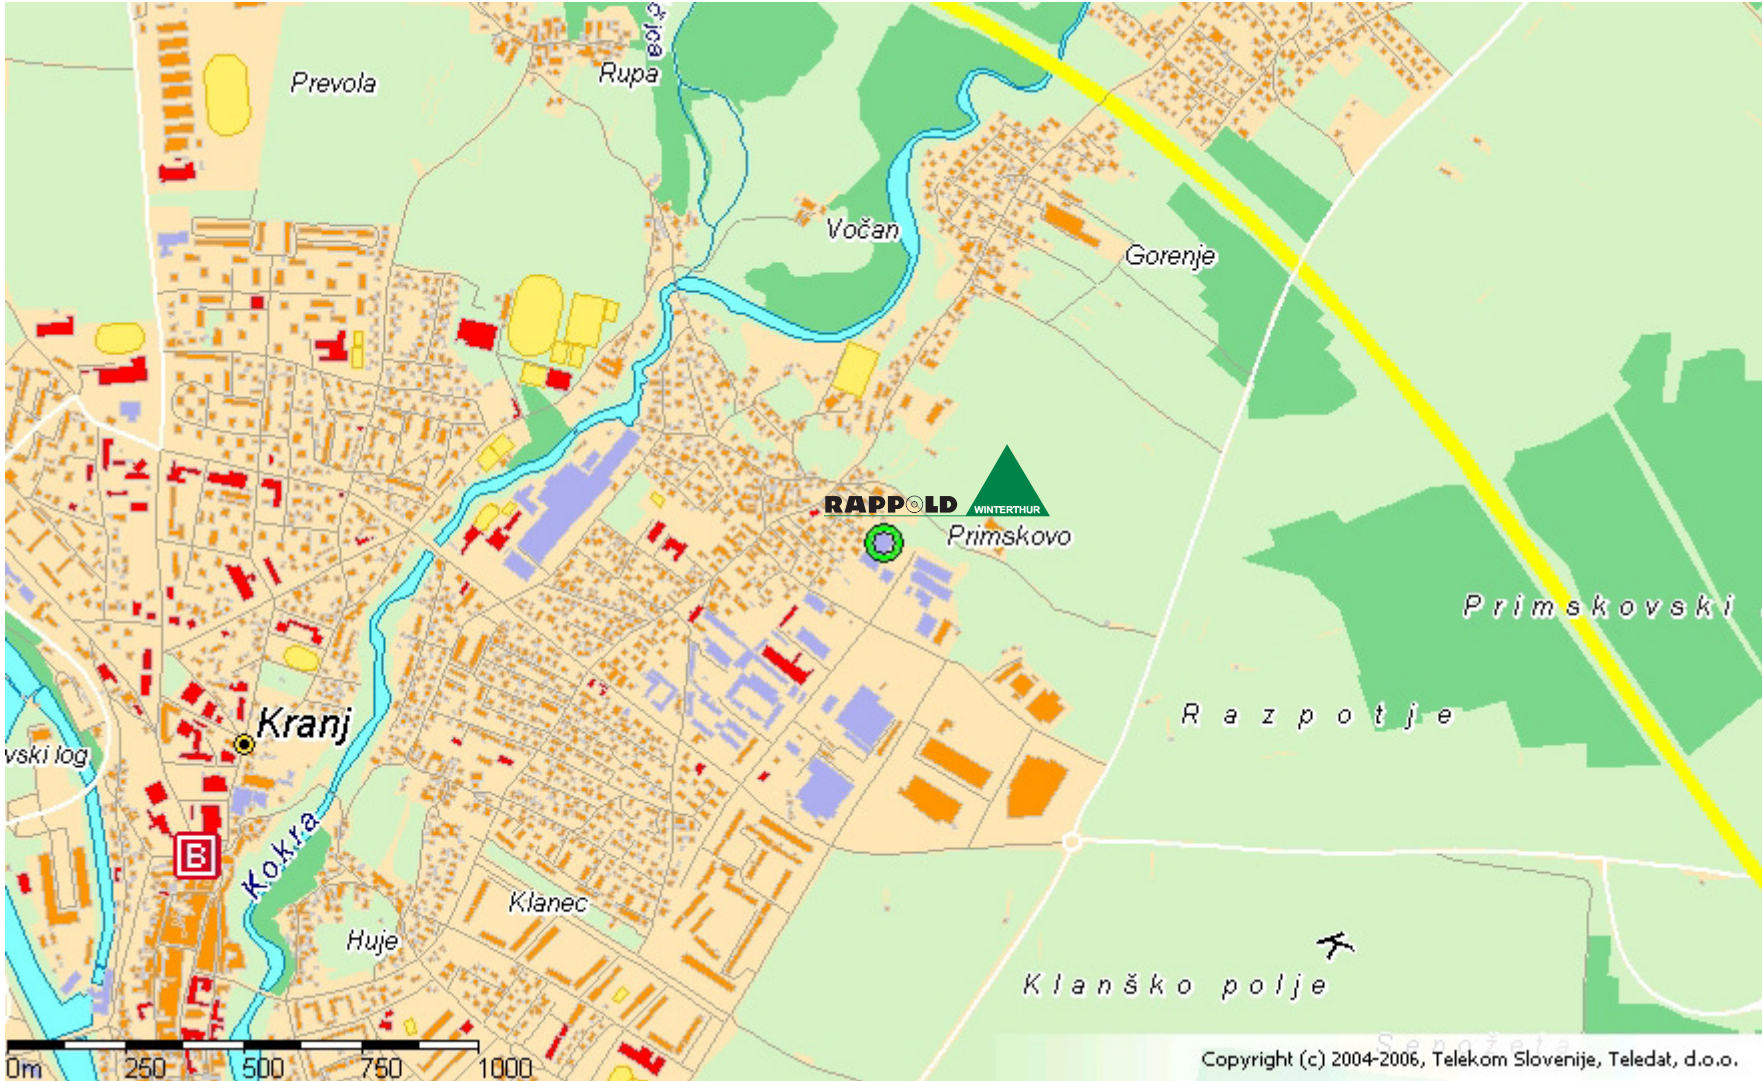 Prevola
Rupa
Vočan
Gorenje
RAPPOLD
WINTERTHUR
Primskovo
Primskovski
Razpotje
Kranj
vski log
B
Kokra
Klanec
Huje
Klanško polje
0m 250 500 750 1000
Copyright (c) 2004-2006, Telekom Slovenije, Teledat, d.o.o.